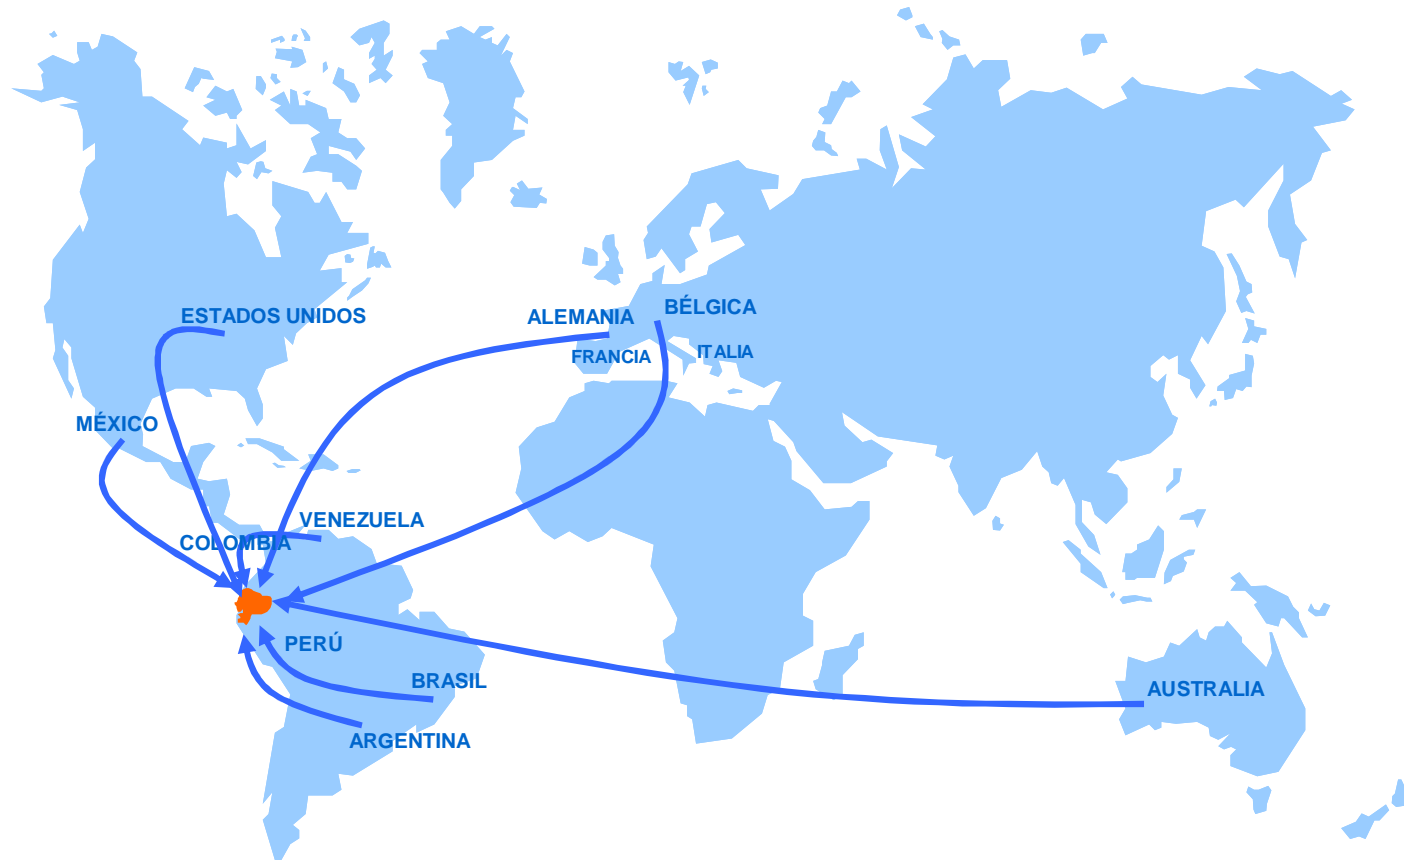 ESTADOS UNIDOS
ALEMANIA
BÉLGICA
FRANCIA
ITALIA
MÉXICO
VENEZUELA
COLOMBIA
PERÚ
BRASIL
AUSTRALIA
ARGENTINA